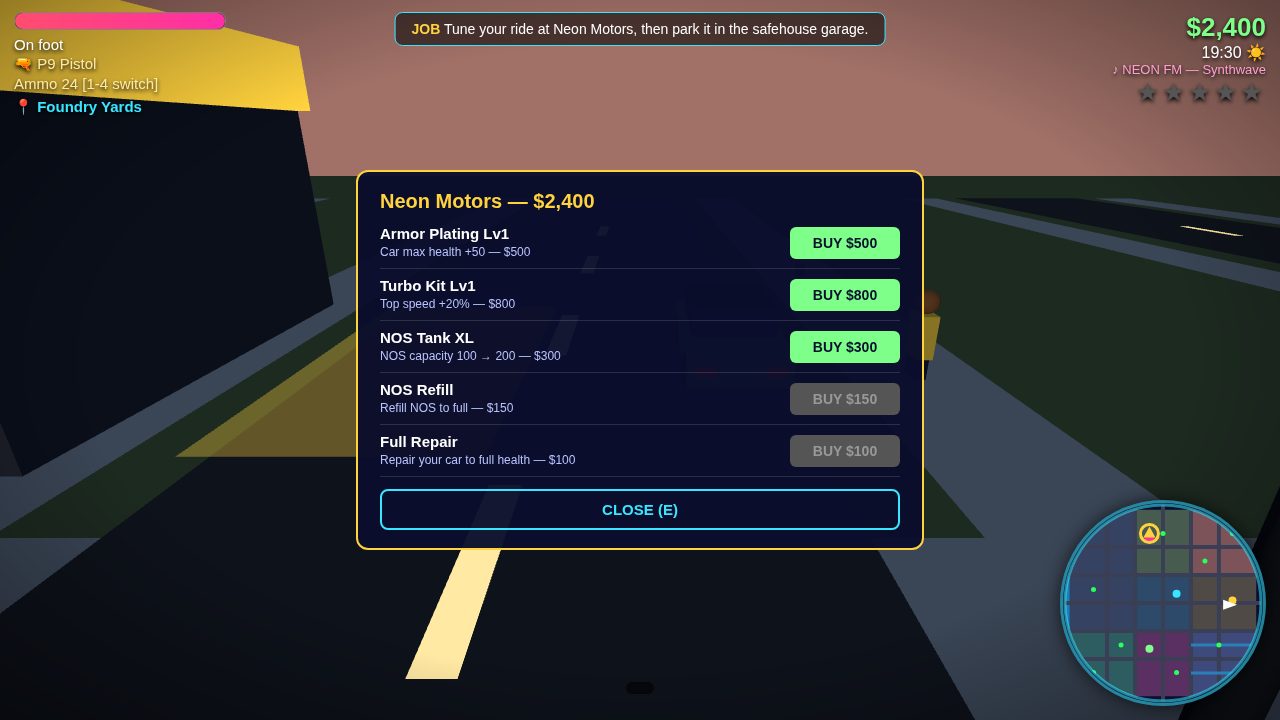 JOB Tune your ride at Neon Motors, then park it in the safehouse garage.
On foot
🔫 P9 Pistol
Ammo 24 [1-4 switch]
📍 Foundry Yards
$2,400
19:30 ☀️
♪ NEON FM — Synthwave
★★★★★
Neon Motors — $2,400
Armor Plating Lv1
Car max health +50 — $500
BUY $500
Turbo Kit Lv1
Top speed +20% — $800
BUY $800
NOS Tank XL
NOS capacity 100 → 200 — $300
BUY $300
NOS Refill
Refill NOS to full — $150
BUY $150
Full Repair
Repair your car to full health — $100
BUY $100
CLOSE (E)